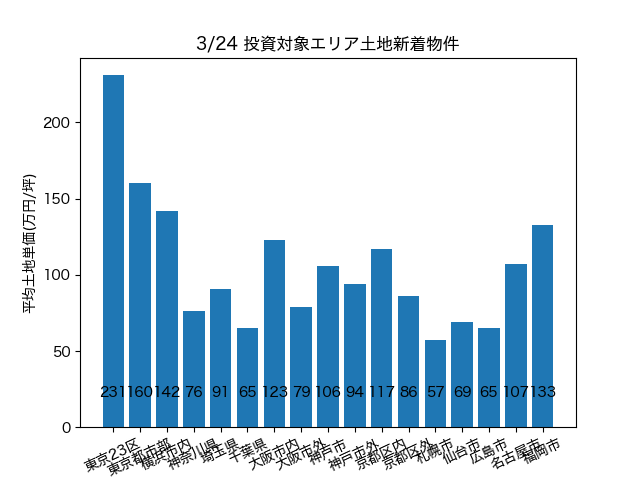 3/24 投資対象エリア土地新着物件
平均土地単価(万円/坪)
200
150
100
50
0
231 160 142 76 91 65 123 79 106 94 117 86 57 69 65 107 133
東京23区
東京都市部
横浜市内
神奈川県
埼玉県
千葉県
大阪市内
大阪市外
神戸市
神戸市外
京都区内
京都区外
札幌市
仙台市
広島市
名古屋市
福岡市